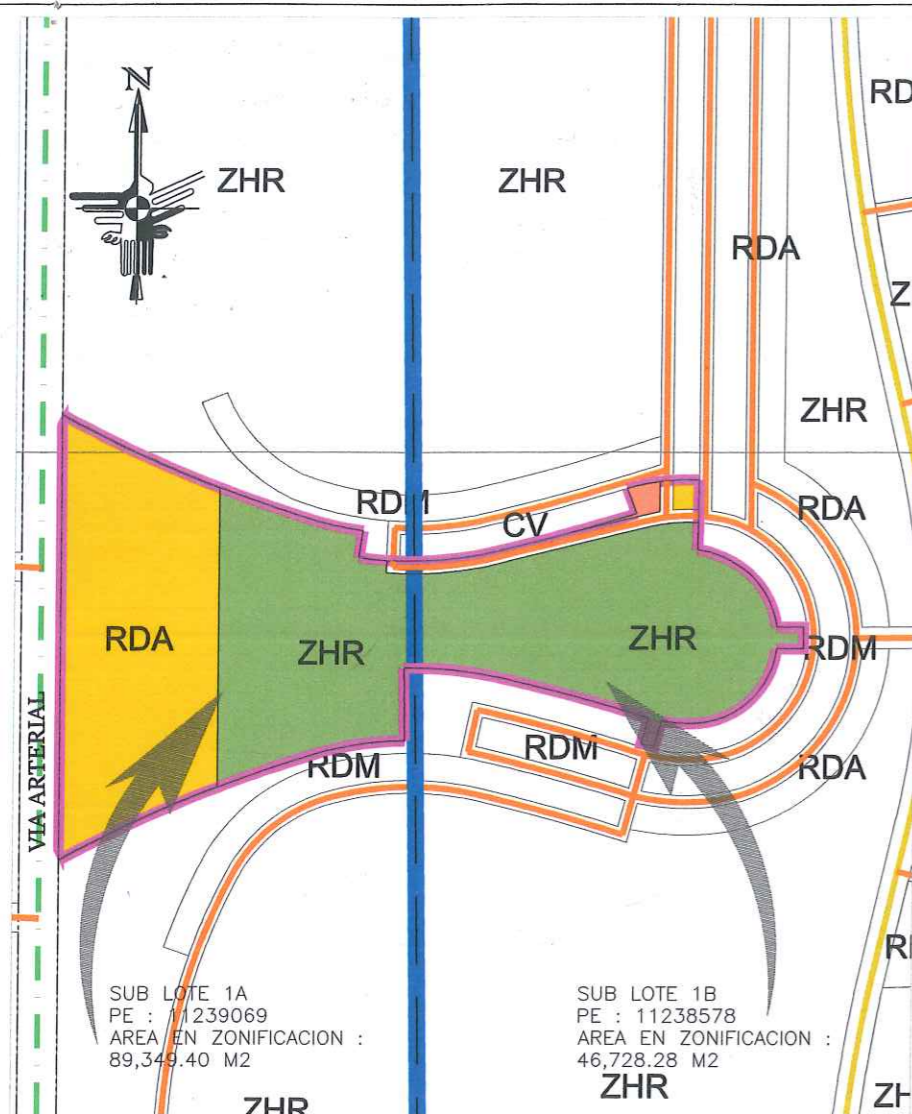 N
ZHR
ZHR
RD
RDA
Z
ZHR
RDM
CV
RDA
RDA
ZHR
ZHR
RDM
VIA ARTERIAL
RDM
RDM
RDA
SUB LOTE 1A
PE : 11239069
AREA EN ZONIFICACION :
89,349.40 M2
SUB LOTE 1B
PE : 11238578
AREA EN ZONIFICACION :
46,728.28 M2
ZHR
ZHR